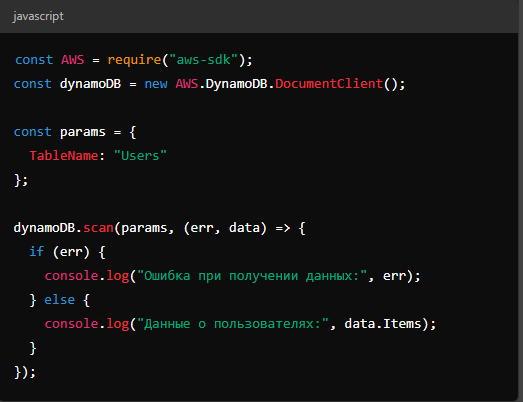 javascript
const AWS = require("aws-sdk");
const dynamoDB = new AWS.DynamoDB.DocumentClient();
const params = {
  TableName: "Users"
};
dynamoDB.scan(params, (err, data) => {
  if (err) {
    console.log("Ошибка при получении данных:", err);
  } else {
    console.log("Данные о пользователях:", data.Items);
  }
});